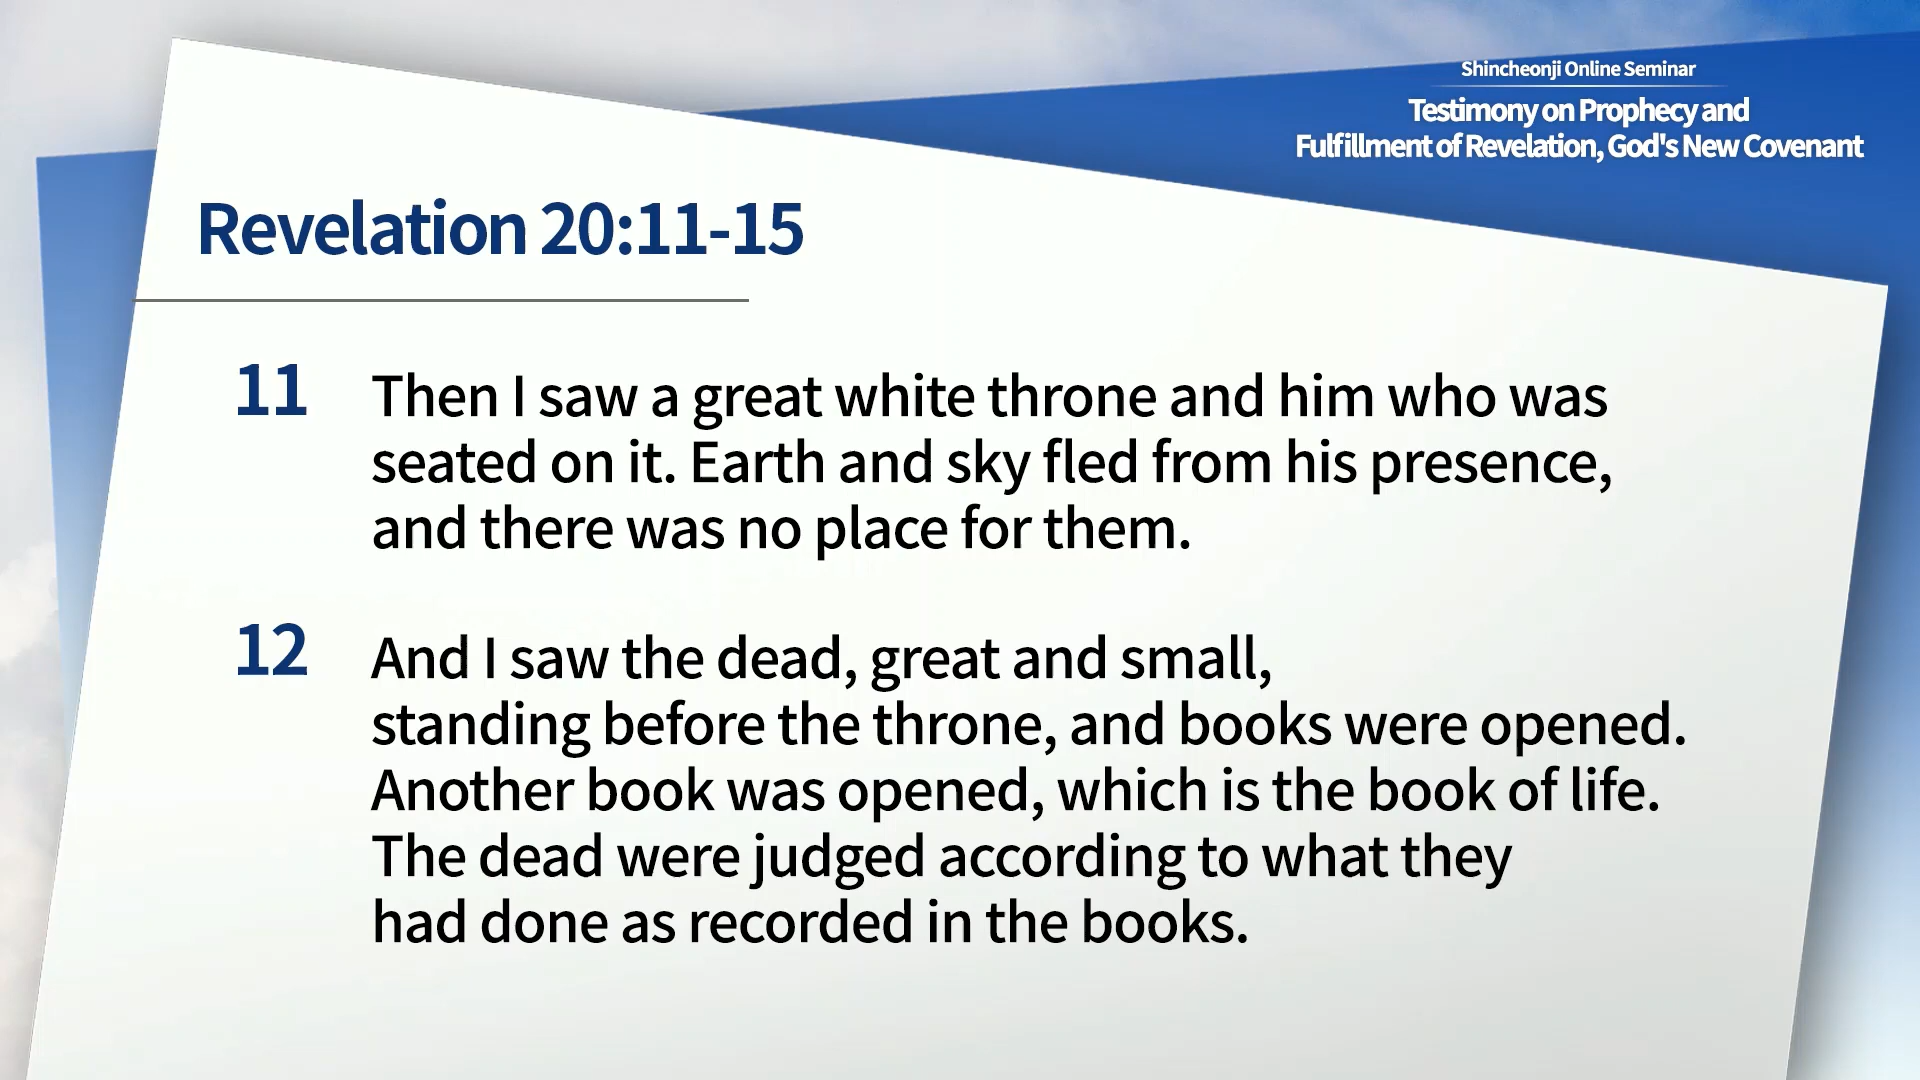 Shincheonji Online Seminar
Testimony on Prophecy and
Fulfillment of Revelation, God's New Covenant
Revelation 20:11-15
11 Then I saw a great white throne and him who was
seated on it. Earth and sky fled from his presence,
and there was no place for them.
12 And I saw the dead, great and small,
standing before the throne, and books were opened.
Another book was opened, which is the book of life.
The dead were judged according to what they
had done as recorded in the books.